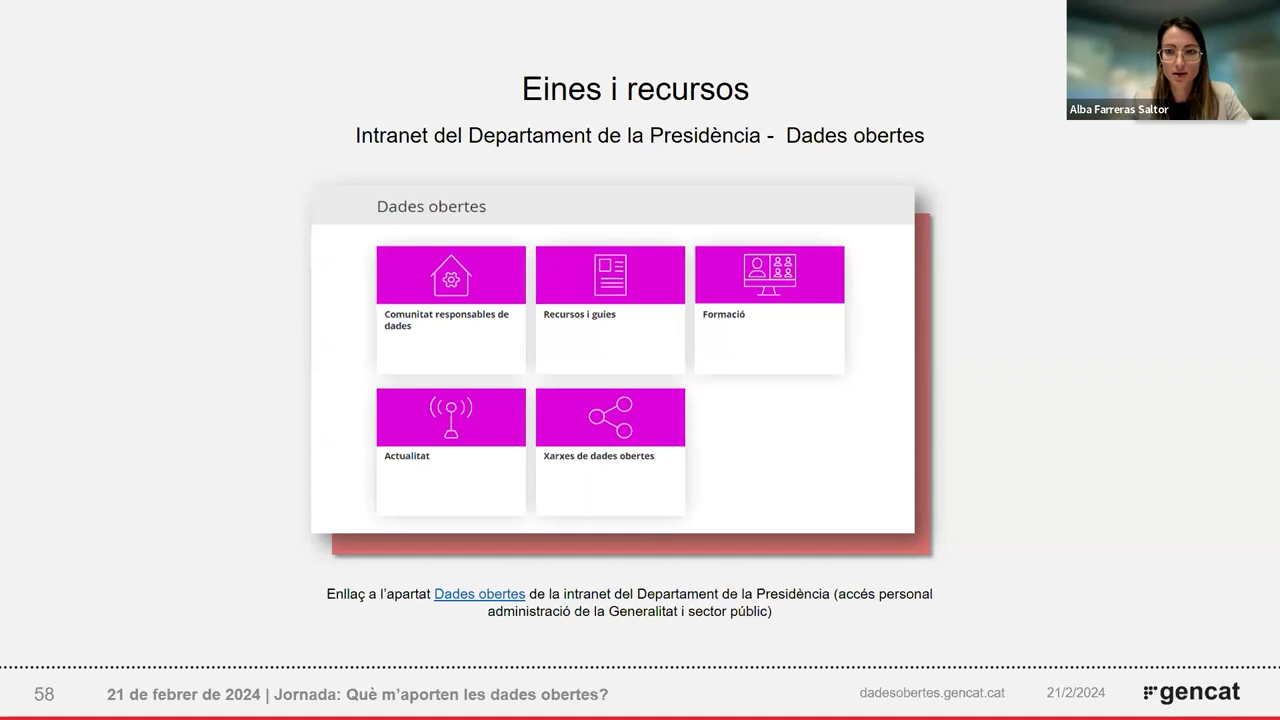 Eines i recursos
Alba Farreras Saltor
Intranet del Departament de la Presidència - Dades obertes
Dades obertes
Comunitat responsables de
dades
Recursos i guies
Formació
Actualitat
Xarxes de dades obertes
Enllaç a l’apartat Dades obertes de la intranet del Departament de la Presidència (accés personal
administració de la Generalitat i sector públic)
58
21 de febrer de 2024 | Jornada: Què m’aporten les dades obertes?
dadesobertes.gencat.cat
21/2/2024
gencat